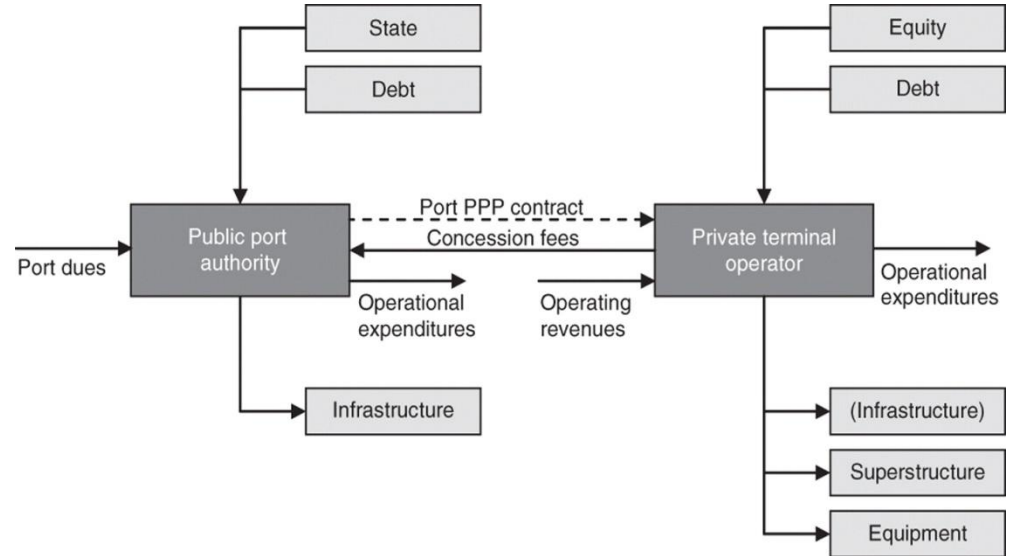 State
Equity
Debt
Debt
Port PPP contract
Public port
authority
Concession fees
Private terminal
operator
Port dues
Operational
expenditures
Operating
revenues
Operational
expenditures
Infrastructure
(Infrastructure)
Superstructure
Equipment